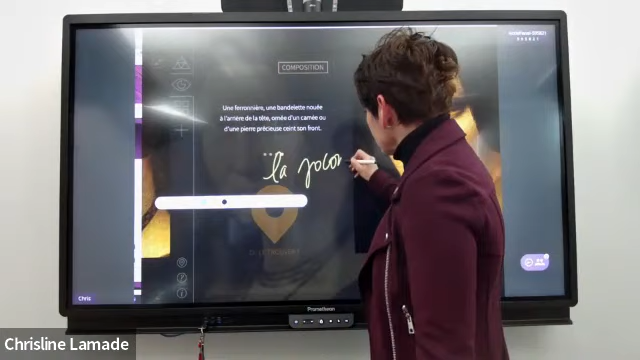 COMPOSITION
Une ferronnière, une bandelette nouée
à l'arrière de la tête, ornée d'un camée ou
d'une pierre précieuse ceint son front.
la jocon
Chris
Promethean
Chrisline Lamade